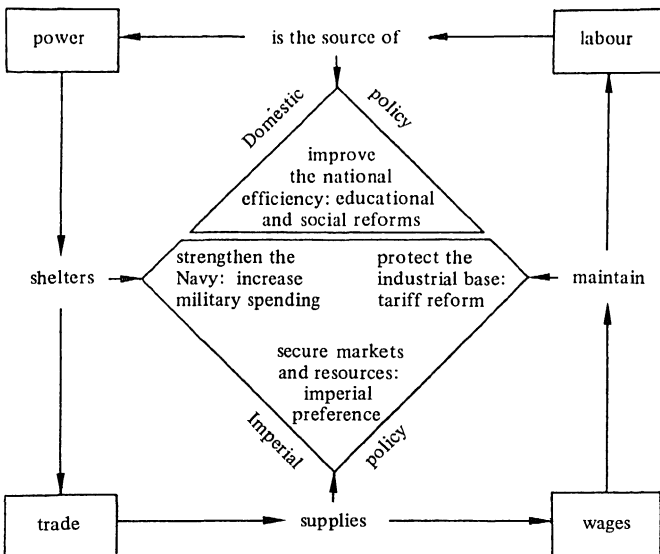 power
is the source of
labour
Domestic
policy
improve
the national
efficiency: educational
and social reforms
shelters
strengthen the
Navy: increase
military spending
protect the
industrial base:
tariff reform
maintain
secure markets
and resources:
imperial
preference
Imperial
policy
trade
supplies
wages